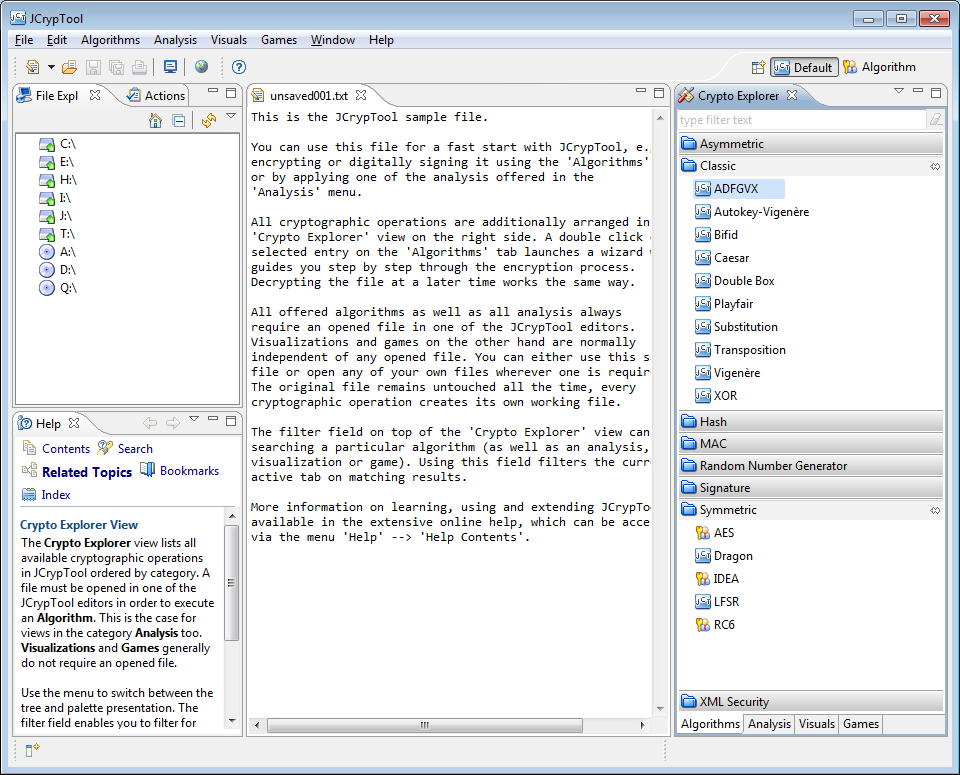 JCrypTool
File Edit Algorithms Analysis Visuals Games Window Help
Default Algorithm
File Expl Actions
C:\
E:\
H:\
I:\
J:\
T:\
A:\
D:\
Q:\
Help
Contents Search
Related Topics Bookmarks
Index
Crypto Explorer View
The Crypto Explorer view lists all
available cryptographic operations
in JCrypTool ordered by category. A
file must be opened in one of the
JCrypTool editors in order to execute
an Algorithm. This is the case for
views in the category Analysis too.
Visualizations and Games generally
do not require an opened file.
Use the menu to switch between the
tree and palette presentation. The
filter field enables you to filter for
unsaved001.txt
This is the JCrypTool sample file.
You can use this file for a fast start with JCrypTool, e.
encrypting or digitally signing it using the 'Algorithms'
or by applying one of the analysis offered in the
'Analysis' menu.
All cryptographic operations are additionally arranged in
'Crypto Explorer' view on the right side. A double click
selected entry on the 'Algorithms' tab launches a wizard
guides you step by step through the encryption process.
Decrypting the file at a later time works the same way.
All offered algorithms as well as all analysis always
require an opened file in one of the JCrypTool editors.
Visualizations and games on the other hand are normally
independent of any opened file. You can either use this s
file or open any of your own files wherever one is requir
The original file remains untouched all the time, every
cryptographic operation creates its own working file.
The filter field on top of the 'Crypto Explorer' view can
searching a particular algorithm (as well as an analysis,
visualization or game). Using this field filters the curr
active tab on matching results.
More information on learning, using and extending JCrypTo
available in the extensive online help, which can be acce
via the menu 'Help' --> 'Help Contents'.
Crypto Explorer
type filter text
Asymmetric
Classic
ADFGVX
Autokey-Vigenère
Bifid
Caesar
Double Box
Playfair
Substitution
Transposition
Vigenère
XOR
Hash
MAC
Random Number Generator
Signature
Symmetric
AES
Dragon
IDEA
LFSR
RC6
XML Security
Algorithms Analysis Visuals Games